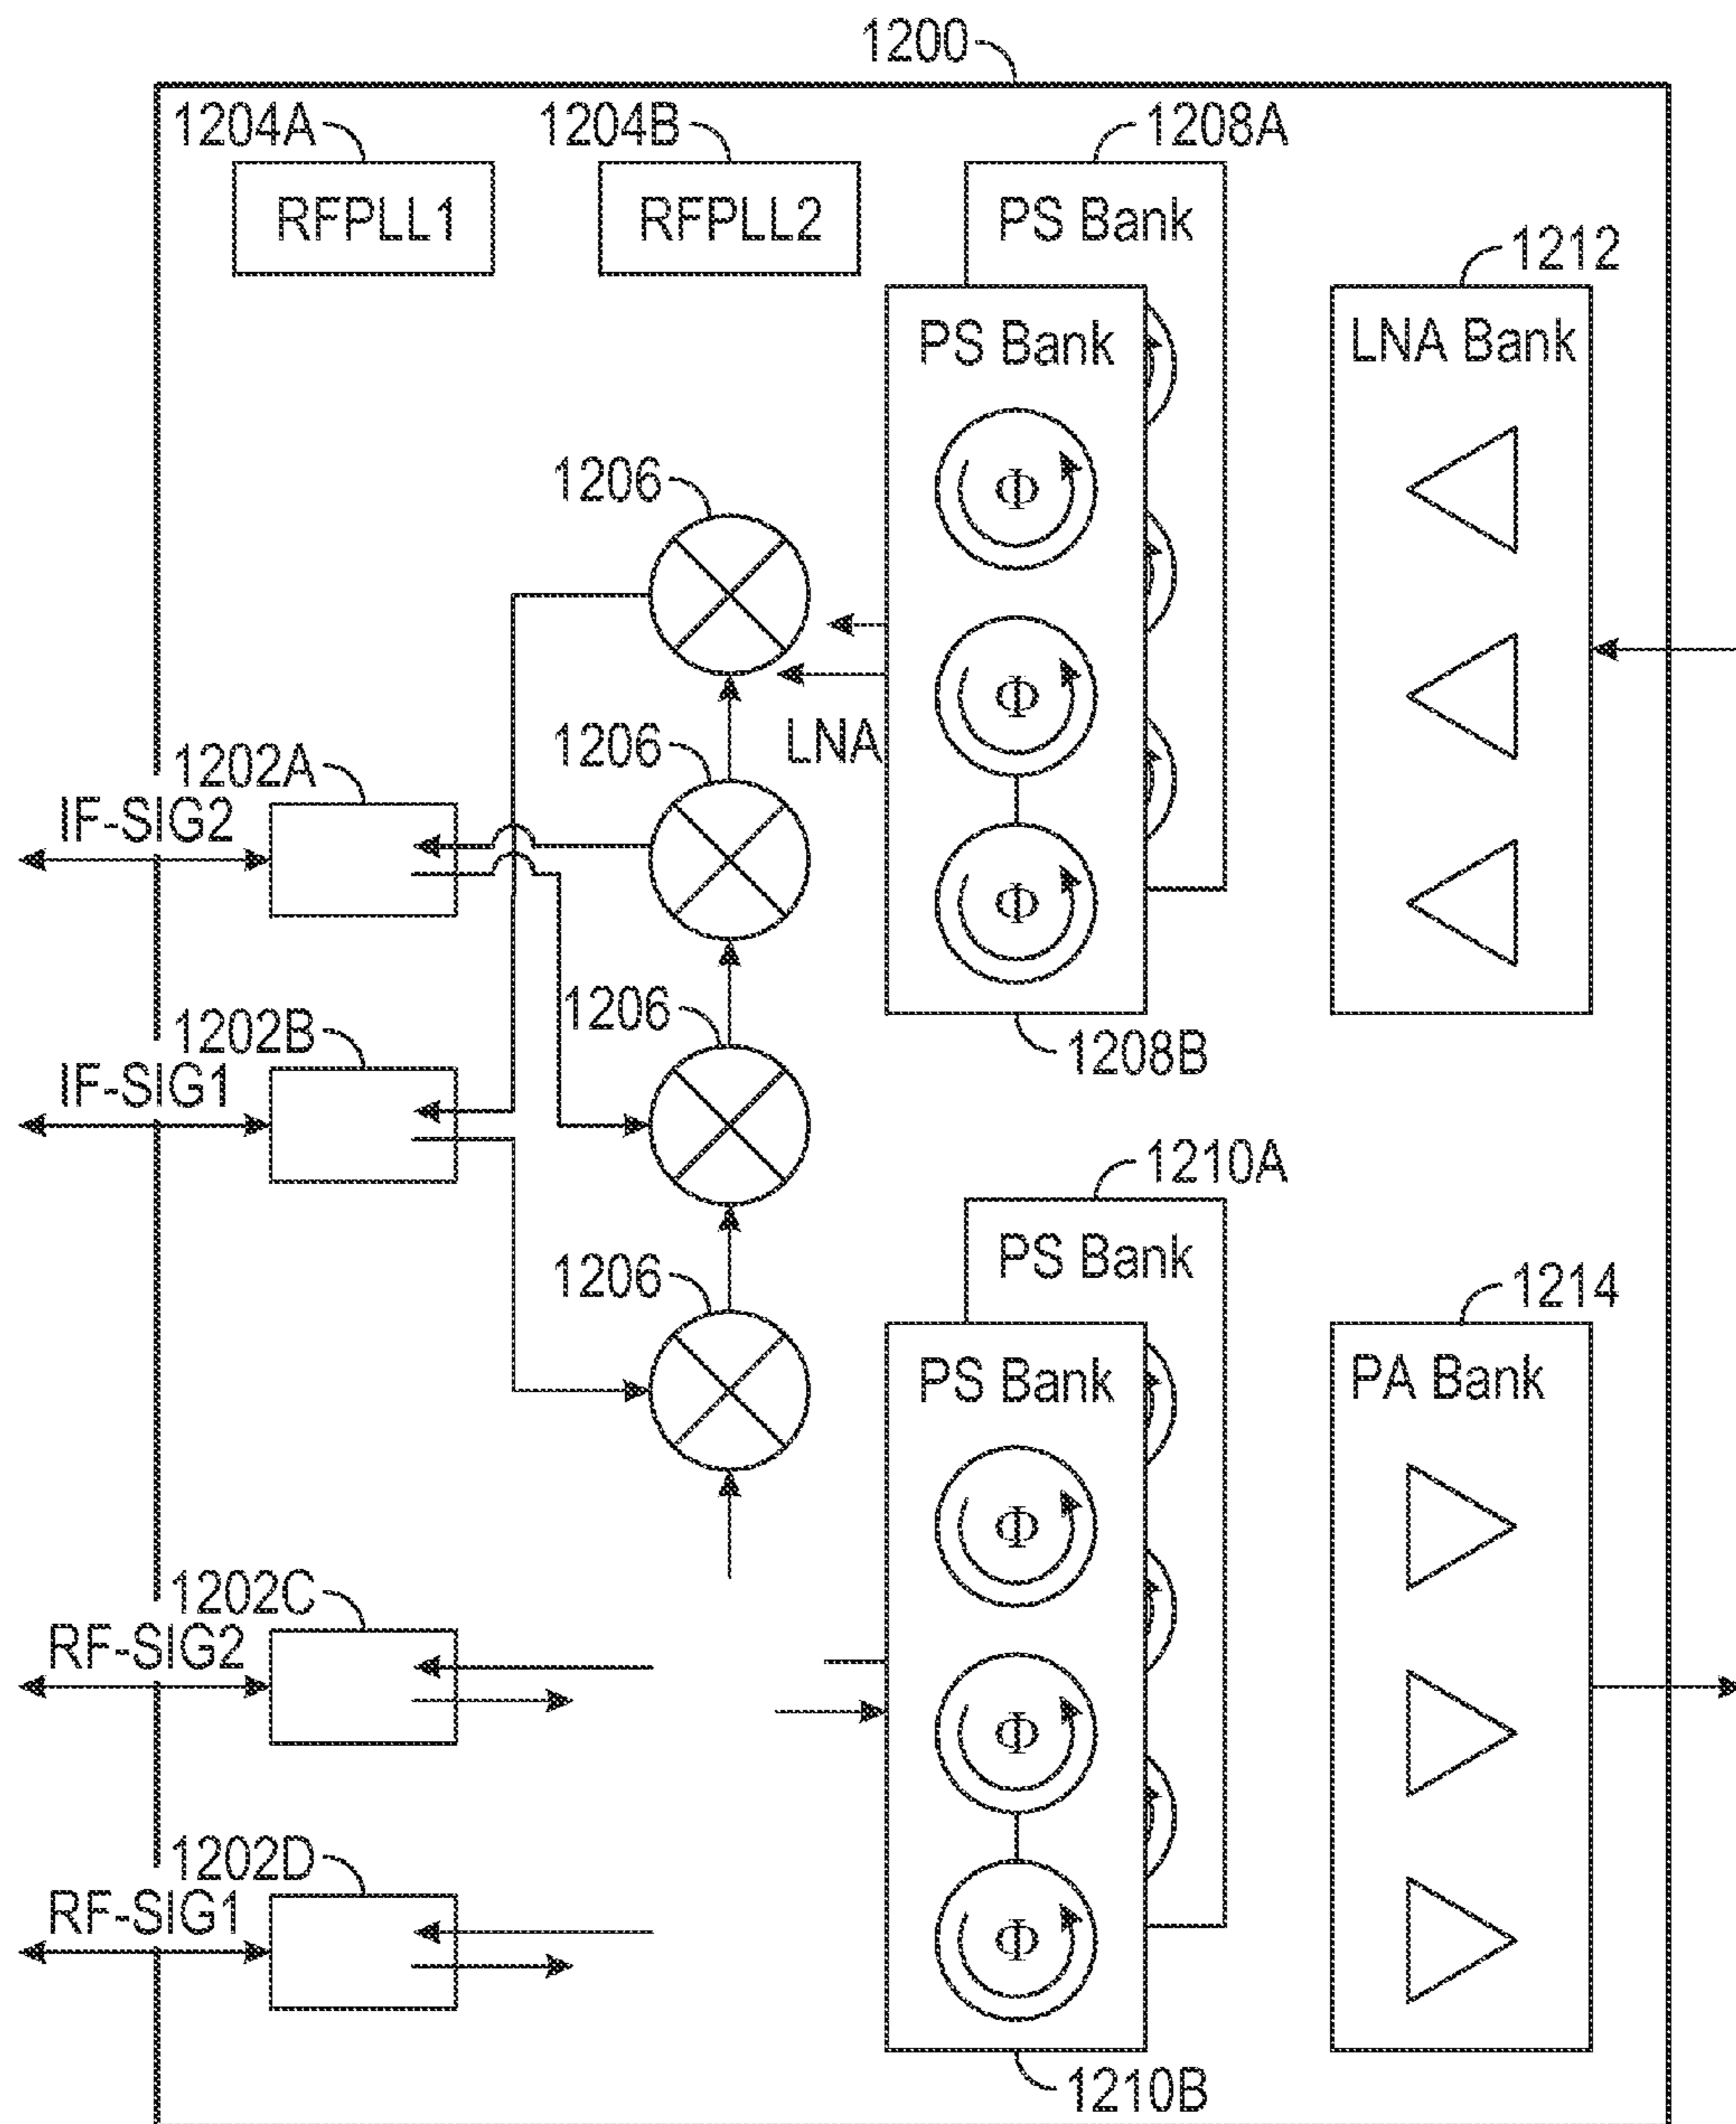 1200
1204A
1204B
1208A
RFPLL1
RFPLL2
PS Bank
1212
PS Bank
LNA Bank
1206
Φ
Φ
LNA
1206
1202A
IF-SIG2
Φ
1206
1202B
IF-SIG1
1208B
1210A
PS Bank
1206
1214
PS Bank
PA Bank
Φ
1202C
RF-SIG2
Φ
1202D
RF-SIG1
Φ
1210B